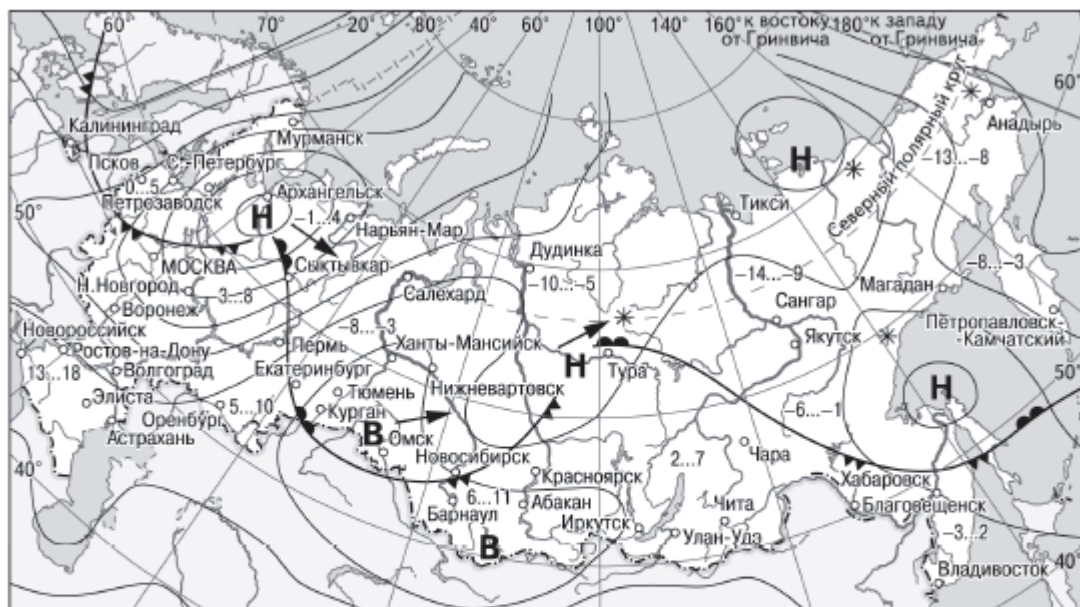 60°
70°
40°
60°
80°
100°
120°
140°
160°
к востоку
от Гринвича
180°
к западу
от Гринвича
60°
Калининград
Мурманск
Псков
С.-Петербург
0...5
Петрозаводск
Архангельск
Н
−1...4
Нарьян-Мар
50°
МОСКВА
Сыктывкар
Н.Новгород
3...8
Воронеж
Новороссийск
Ростов-на-Дону
Волгоград
13...18
Элиста
Астрахань
Оренбург
5...10
40°
Пермь
Екатеринбург
Тюмень
Курган
−8...−3
Салехард
Ханты-Мансийск
Нижневартовск
В
Омск
Новосибирск
6...11
Барнаул
В
Абакан
Красноярск
Иркутск
Дудинка
−10...−5
Н
Тура
2...7
Чара
Чита
Улан-Удэ
Тикси
Н
Северный полярный круг
−13...−8
Анадырь
−14...−9
Сангар
Якутск
−6...−1
Магадан
−8...−3
Петропавловск-
-Камчатский
50°
Н
Хабаровск
Благовещенск
−3...2
Владивосток
40°